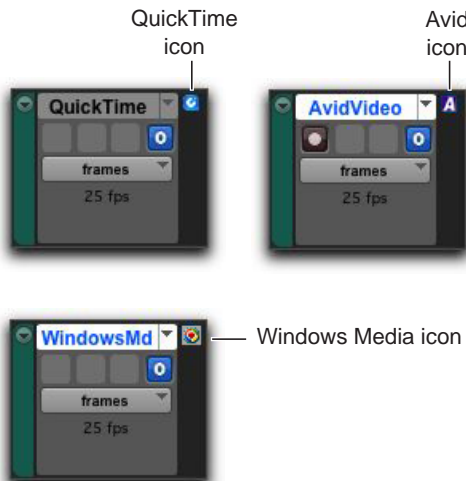 QuickTime
icon
Avid
icon
QuickTime
O
frames
25 fps
AvidVideo
A
O
frames
25 fps
WindowsMd
Windows Media icon
O
frames
25 fps